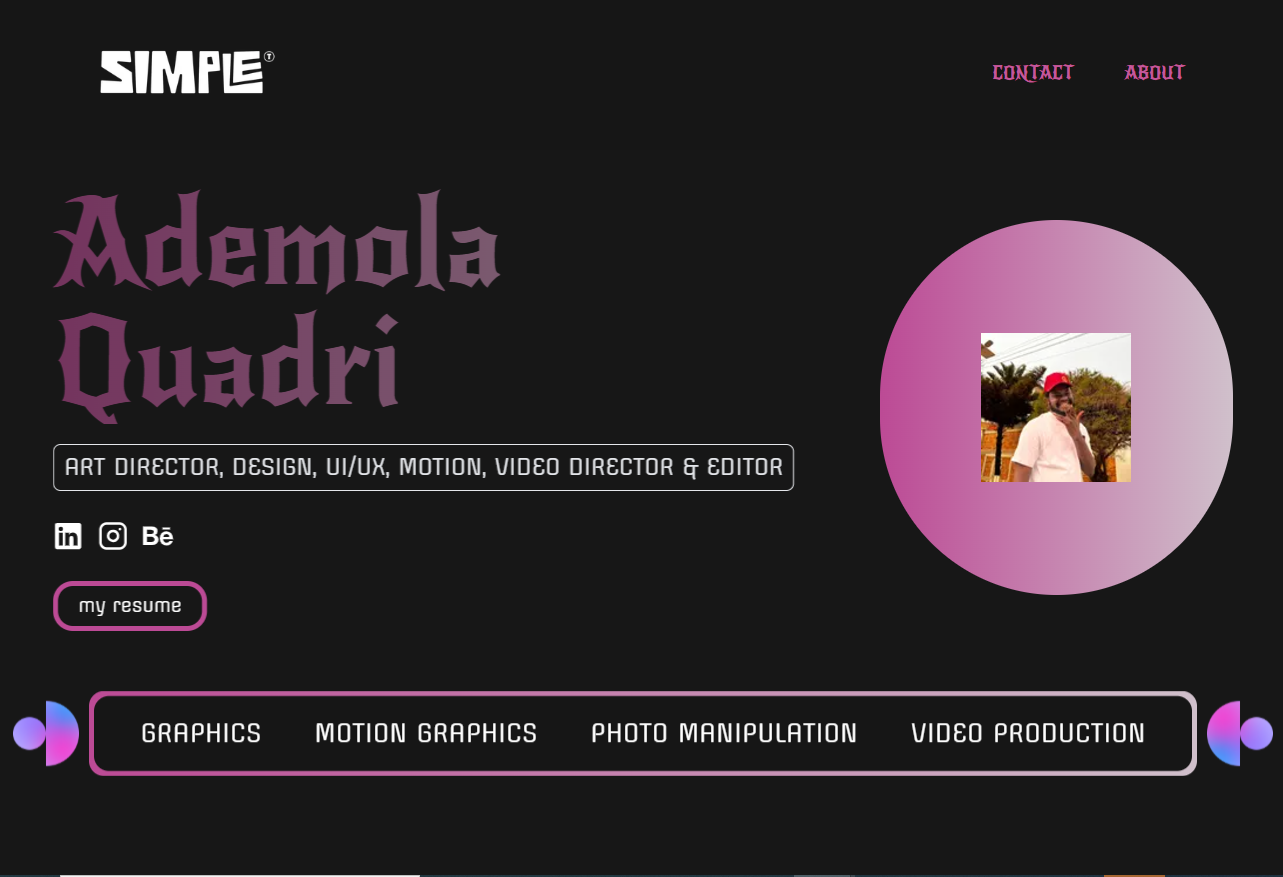 SIMPLE
CONTACT
ABOUT
Ademola
Quadri
ART DIRECTOR, DESIGN, UI/UX, MOTION, VIDEO DIRECTOR & EDITOR
in
Bē
my resume
GRAPHICS
MOTION GRAPHICS
PHOTO MANIPULATION
VIDEO PRODUCTION